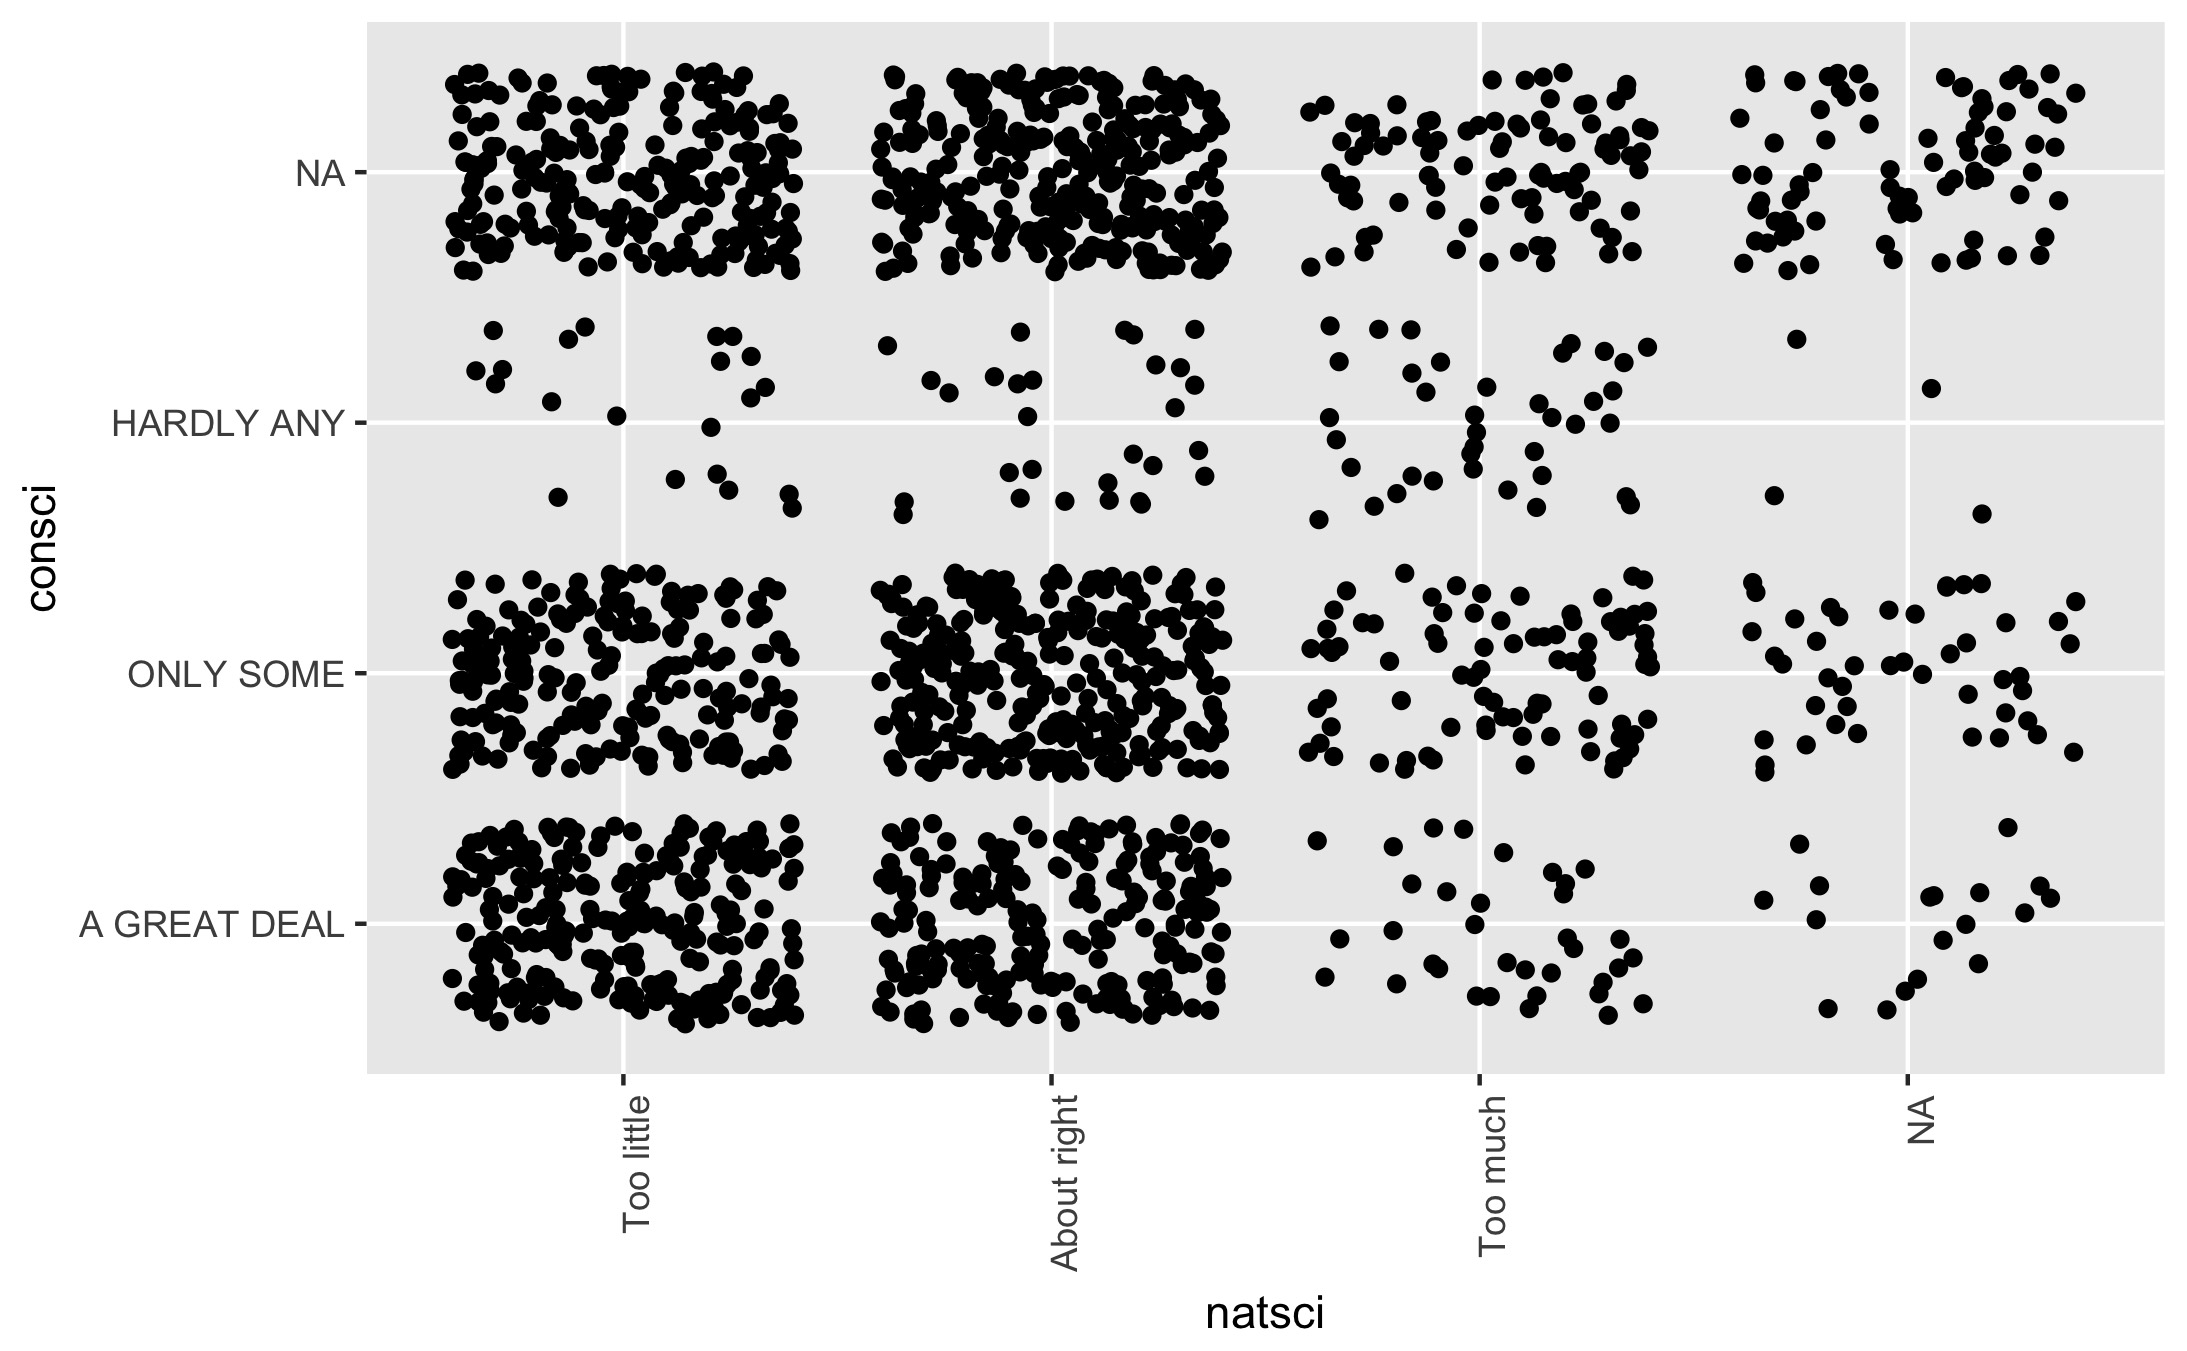 consci
NA
HARDLY ANY
ONLY SOME
A GREAT DEAL
Too little
About right
Too much
NA
natsci